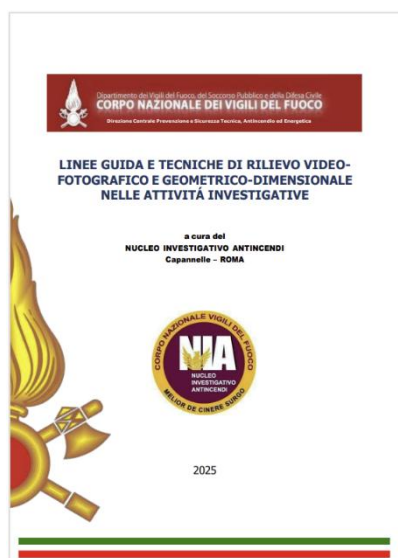 Dipartimento dei Vigili del Fuoco, del Soccorso Pubblico e della Difesa Civile
CORPO NAZIONALE DEI VIGILI DEL FUOCO
Direzione Centrale Prevenzione e Sicurezza Tecnica, Antincendio ed Energetica
LINEE GUIDA E TECNICHE DI RILIEVO VIDEO-
FOTOGRAFICO E GEOMETRICO-DIMENSIONALE
NELLE ATTIVITÁ INVESTIGATIVE
a cura del
NUCLEO INVESTIGATIVO ANTINCENDI
Capannelle – ROMA
CORPO NAZIONALE VIGILI DEL FUOCO
NIA
NUCLEO
INVESTIGATIVO
ANTINCENDI
MELIOR DE CINERE SURGO
2025